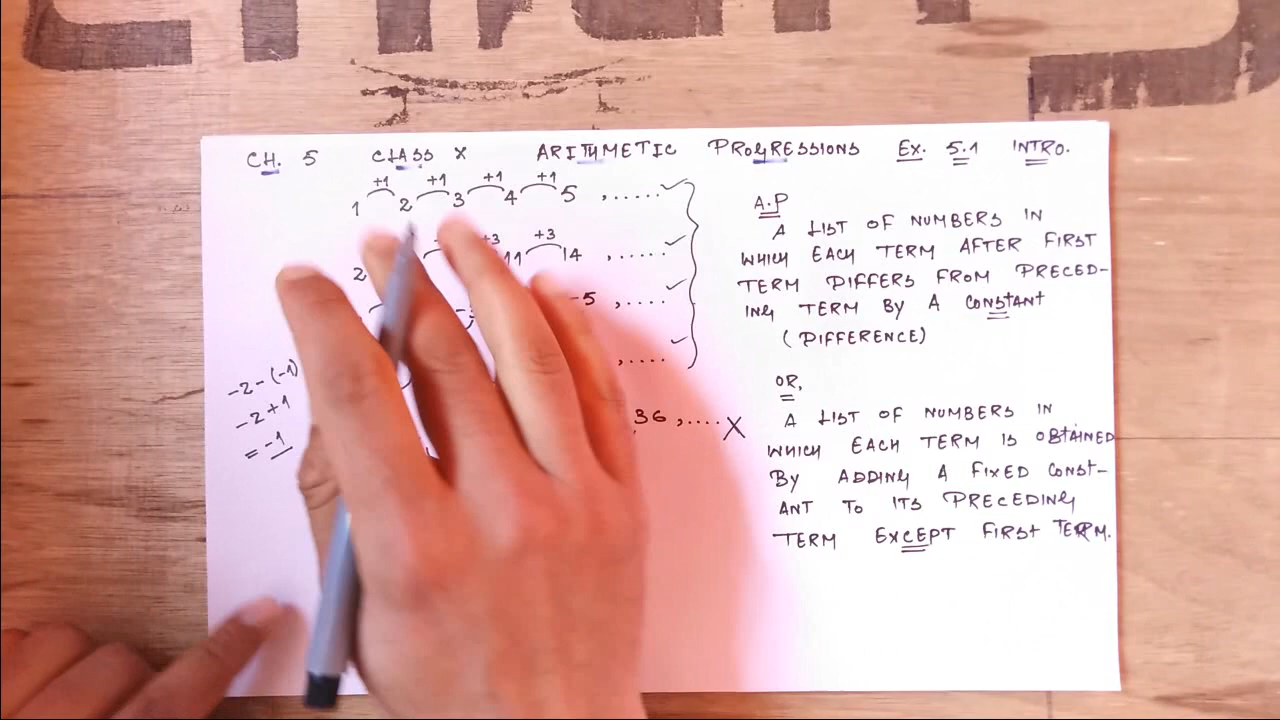 CH. 5 CLASS X ARITHMETIC PROGRESSIONS Ex. 5.1 INTRO.
+1 +1 +1 +1
1 2 3 4 5 , ......
+3 +3
2 11 14 , ......
-5 , .....
, ....
-2-(-1)
-2+1
= -1
36 , .... X
A.P
A LIST OF NUMBERS IN
WHICH EACH TERM AFTER FIRST
TERM DIFFERS FROM PRECED-
ING TERM BY A CONSTANT
(DIFFERENCE)
OR,
A LIST OF NUMBERS IN
WHICH EACH TERM IS OBTAINED
BY ADDING A FIXED CONST-
ANT TO ITS PRECEDING
TERM EXCEPT FIRST TERM.